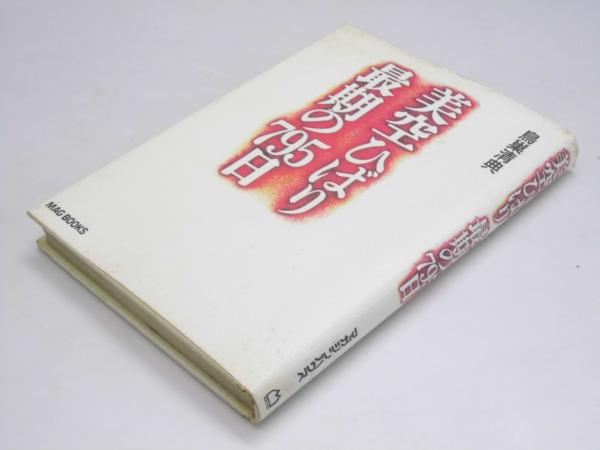 美空ひばり
最期の795日
鳥巣清典
MAG BOOKS
美空ひばり 最期の795日
マガジンハウス